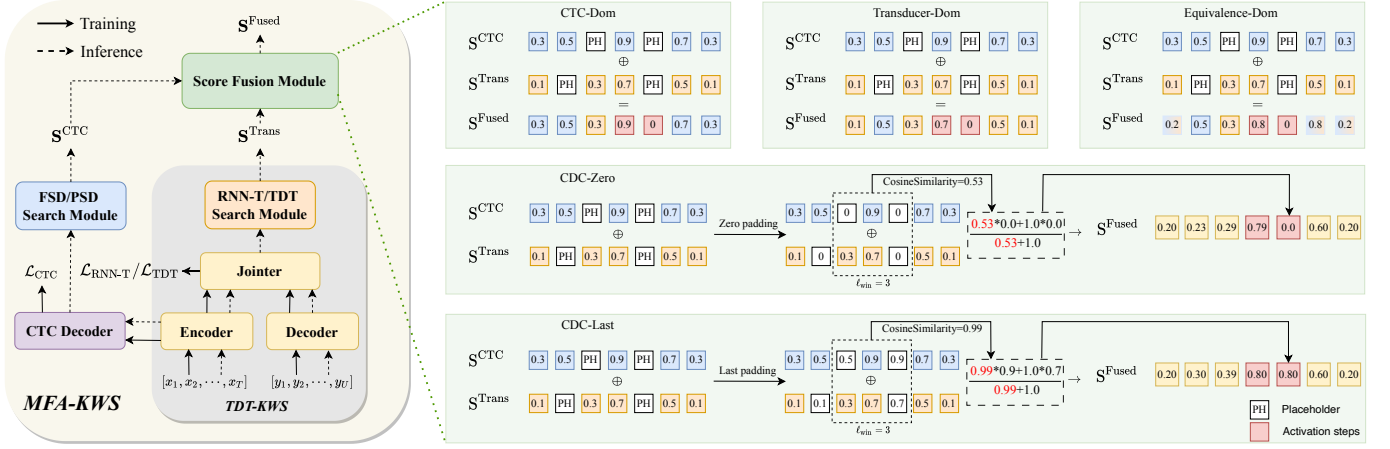 Training
Inference
S^Fused
Score Fusion Module
S^CTC
S^Trans
FSD/PSD
Search Module
RNN-T/TDT
Search Module
L_CTC
L_RNN-T/L_TDT
Jointer
CTC Decoder
Encoder
Decoder
[x_1, x_2, ⋯, x_T]
[y_1, y_2, ⋯, y_U]
MFA-KWS
TDT-KWS
CTC-Dom
S^CTC 0.3 0.5 PH 0.9 PH 0.7 0.3
⊕
S^Trans 0.1 PH 0.3 0.7 PH 0.5 0.1
=
S^Fused 0.3 0.5 0.3 0.9 0 0.7 0.3
Transducer-Dom
S^CTC 0.3 0.5 PH 0.9 PH 0.7 0.3
⊕
S^Trans 0.1 PH 0.3 0.7 PH 0.5 0.1
=
S^Fused 0.1 0.5 0.3 0.7 0 0.5 0.1
Equivalence-Dom
S^CTC 0.3 0.5 PH 0.9 PH 0.7 0.3
⊕
S^Trans 0.1 PH 0.3 0.7 PH 0.5 0.1
=
S^Fused 0.2 0.5 0.3 0.8 0 0.8 0.2
CDC-Zero
S^CTC 0.3 0.5 PH 0.9 PH 0.7 0.3
⊕
S^Trans 0.1 PH 0.3 0.7 PH 0.5 0.1
Zero padding
CosineSimilarity=0.53
0.3 0.5 0 0.9 0 0.7 0.3
⊕
0.1 0 0.3 0.7 0 0.5 0.1
ℓ_win = 3
0.53*0.0+1.0*0.0
0.53+1.0
S^Fused 0.20 0.23 0.29 0.79 0.0 0.60 0.20
CDC-Last
S^CTC 0.3 0.5 PH 0.9 PH 0.7 0.3
⊕
S^Trans 0.1 PH 0.3 0.7 PH 0.5 0.1
Last padding
CosineSimilarity=0.99
0.3 0.5 0.5 0.9 0.9 0.7 0.3
⊕
0.1 0.1 0.3 0.7 0.7 0.5 0.1
ℓ_win = 3
0.99*0.9+1.0*0.7
0.99+1.0
S^Fused 0.20 0.30 0.39 0.80 0.80 0.60 0.20
PH Placeholder
Activation steps